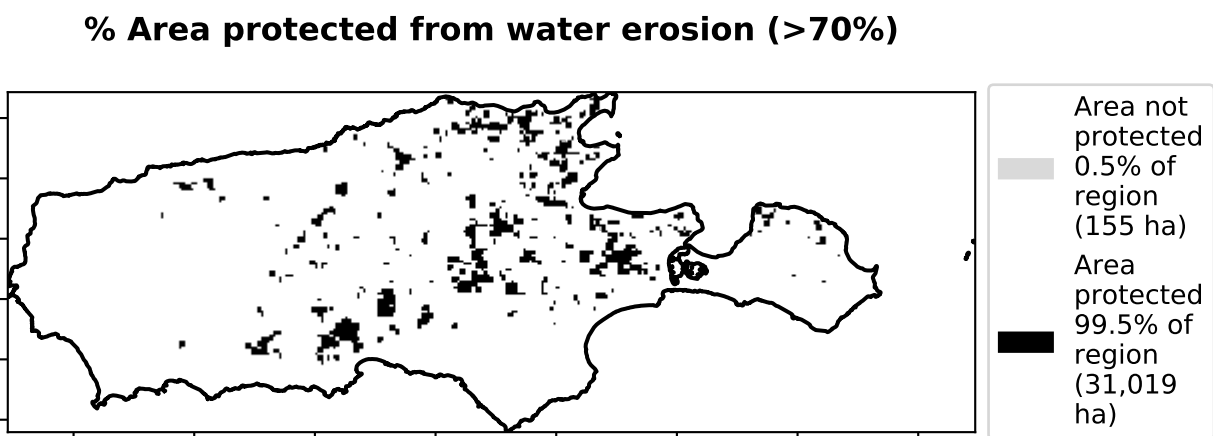 % Area protected from water erosion (>70%)
Area not
protected
0.5% of
region
(155 ha)
Area
protected
99.5% of
region
(31,019
ha)